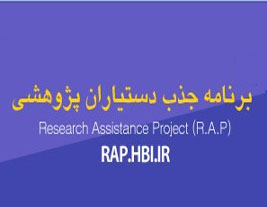 برنامه جذب دستیاران پژوهشی
Research Assistance Project (R.A.P)
RAP.HBI.IR